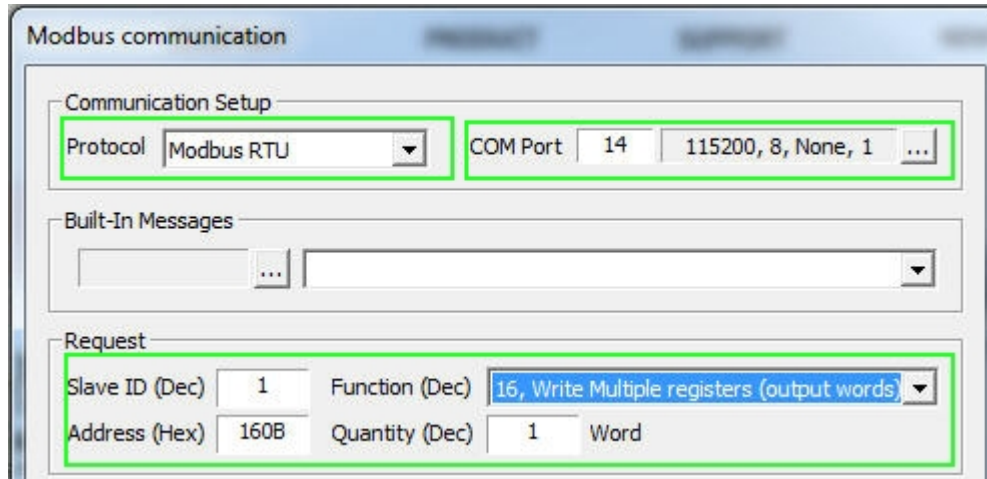 Modbus communication
Communication Setup
Protocol Modbus RTU COM Port 14 115200, 8, None, 1 ...
Built-In Messages
...
Request
Slave ID (Dec) 1 Function (Dec) 16, Write Multiple registers (output words)
Address (Hex) 160B Quantity (Dec) 1 Word